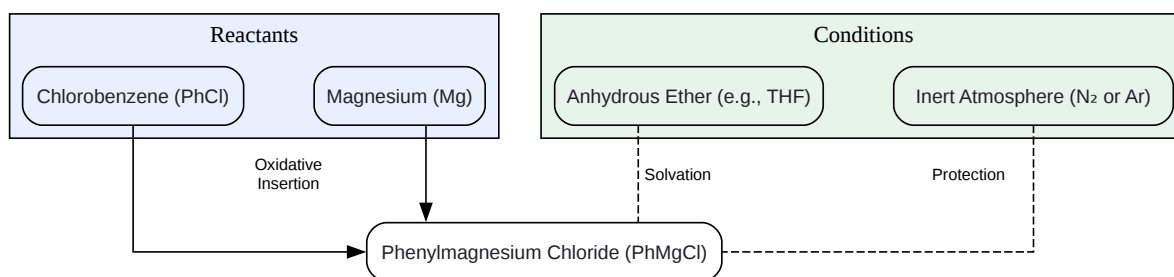 Reactants
Conditions
Chlorobenzene (PhCl)
Magnesium (Mg)
Anhydrous Ether (e.g., THF)
Inert Atmosphere (N₂ or Ar)
Oxidative
Insertion
Solvation
Protection
Phenylmagnesium Chloride (PhMgCl)